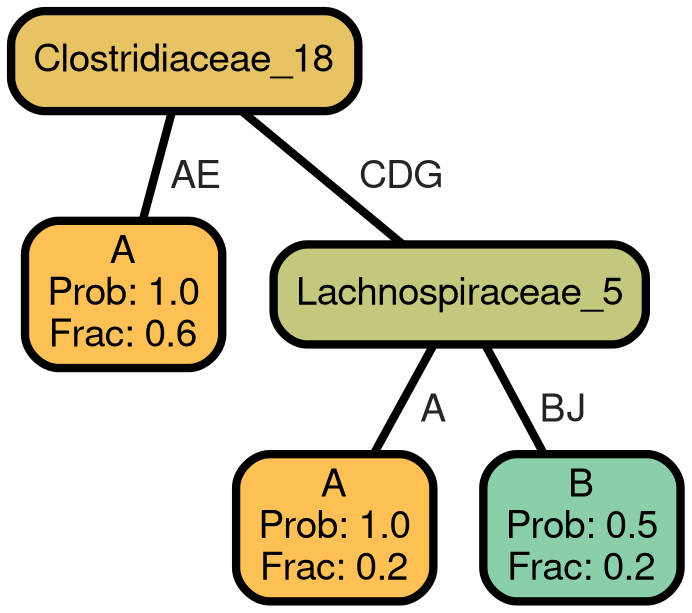 Clostridiaceae_18
AE
CDG
A
Prob: 1.0
Frac: 0.6
Lachnospiraceae_5
A
BJ
A
Prob: 1.0
Frac: 0.2
B
Prob: 0.5
Frac: 0.2